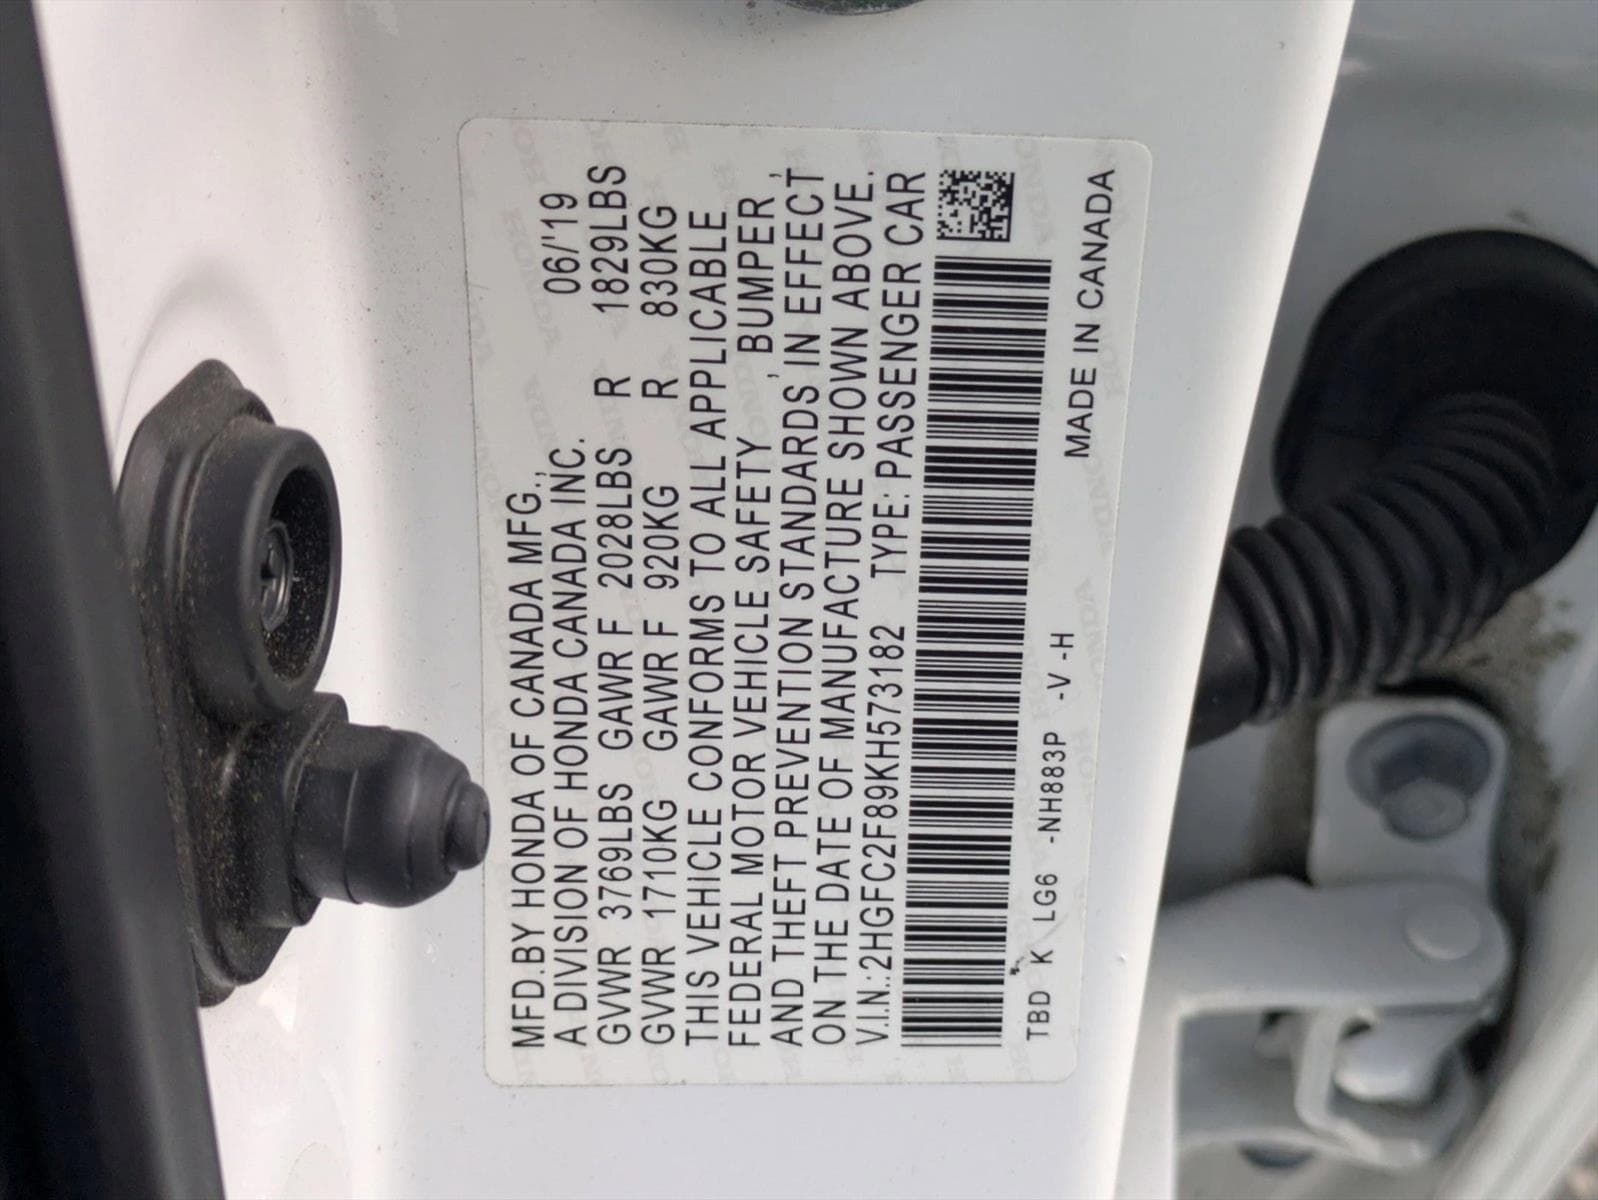 MFD.BY HONDA OF CANADA MFG.,
A DIVISION OF HONDA CANADA INC. 06/'19
GVWR 3769LBS GAWR F 2028LBS R 1829LBS
GVWR 1710KG GAWR F 920KG R 830KG
THIS VEHICLE CONFORMS TO ALL APPLICABLE
FEDERAL MOTOR VEHICLE SAFETY, BUMPER,
AND THEFT PREVENTION STANDARDS IN EFFECT
ON THE DATE OF MANUFACTURE SHOWN ABOVE.
V.I.N.:2HGFC2F89KH573182 TYPE: PASSENGER CAR
TBD K LG6 -NH883P -V -H MADE IN CANADA